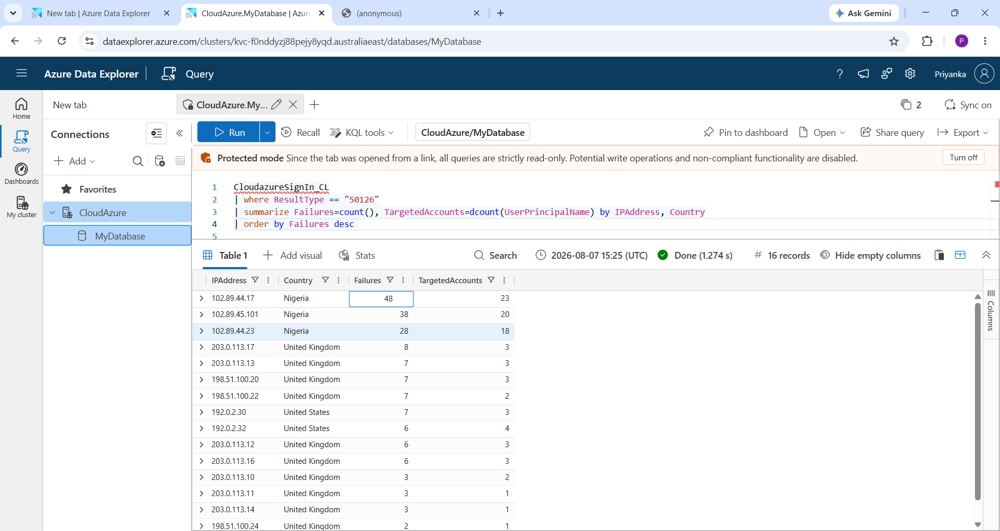 New tab | Azure Data Explorer
CloudAzure.MyDatabase | Azure
(anonymous)
Ask Gemini
dataexplorer.azure.com/clusters/kvc-f0nddyzj88pejy8yqd.australiaeast/databases/MyDatabase
P
Azure Data Explorer
Query
Priyanka
Home
Query
Dashboards
My cluster
New tab
CloudAzure.My...
2
Sync on
Connections
Add
Favorites
CloudAzure
MyDatabase
Run
Recall
KQL tools
CloudAzure/MyDatabase
Pin to dashboard
Open
Share query
Export
Protected mode Since the tab was opened from a link, all queries are strictly read-only. Potential write operations and non-compliant functionality are disabled.
Turn off
1 CloudazureSignIn_CL
2 | where ResultType == "50126"
3 | summarize Failures=count(), TargetedAccounts=dcount(UserPrincipalName) by IPAddress, Country
4 | order by Failures desc
5
Table 1
Add visual
Stats
Search
2026-08-07 15:25 (UTC)
Done (1.274 s)
# 16 records
Hide empty columns
IPAddress Country Failures TargetedAccounts
102.89.44.17 Nigeria 48 23
102.89.45.101 Nigeria 38 20
102.89.44.23 Nigeria 28 18
203.0.113.17 United Kingdom 8 3
203.0.113.13 United Kingdom 7 3
198.51.100.20 United Kingdom 7 3
198.51.100.22 United Kingdom 7 2
192.0.2.30 United States 7 3
192.0.2.32 United States 6 4
203.0.113.12 United Kingdom 6 3
203.0.113.16 United Kingdom 6 3
203.0.113.10 United Kingdom 3 2
203.0.113.11 United Kingdom 3 1
203.0.113.14 United Kingdom 3 1
198.51.100.24 United Kingdom 2 1
Columns